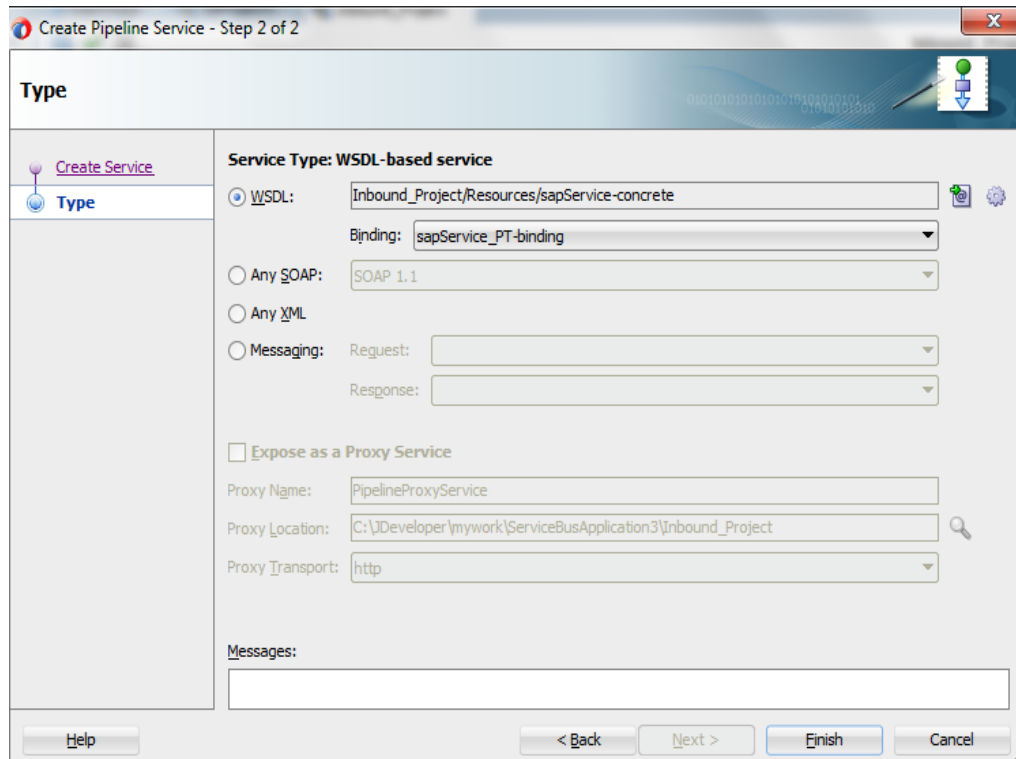 Create Pipeline Service - Step 2 of 2
Type
Create Service
Type
Service Type: WSDL-based service
WSDL: Inbound_Project/Resources/sapService-concrete
Binding: sapService_PT-binding
Any SOAP: SOAP 1.1
Any XML
Messaging: Request:
Response:
Expose as a Proxy Service
Proxy Name: PipelineProxyService
Proxy Location: C:\JDeveloper\mywork\ServiceBusApplication3\Inbound_Project
Proxy Transport: http
Messages:
Help < Back Next > Finish Cancel